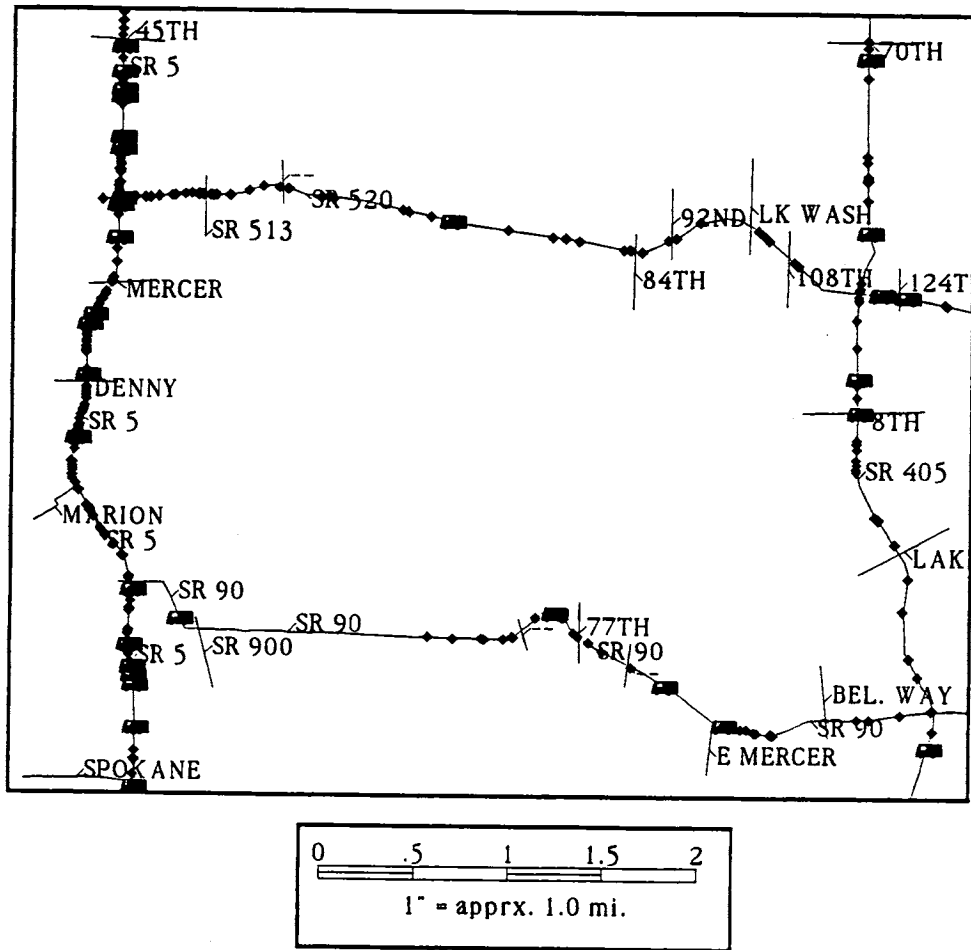 45TH
SR 5
70TH
SR 520
SR 513
92ND
LK WASH
84TH
108TH
124T
MERCER
DENNY
SR 5
8TH
SR 405
MARION
SR 5
LAK
SR 90
SR 90
77TH
SR 900
SR 5
SR 90
BEL. WAY
SR 90
E MERCER
SPOKANE
0 .5 1 1.5 2
1" = apprx. 1.0 mi.